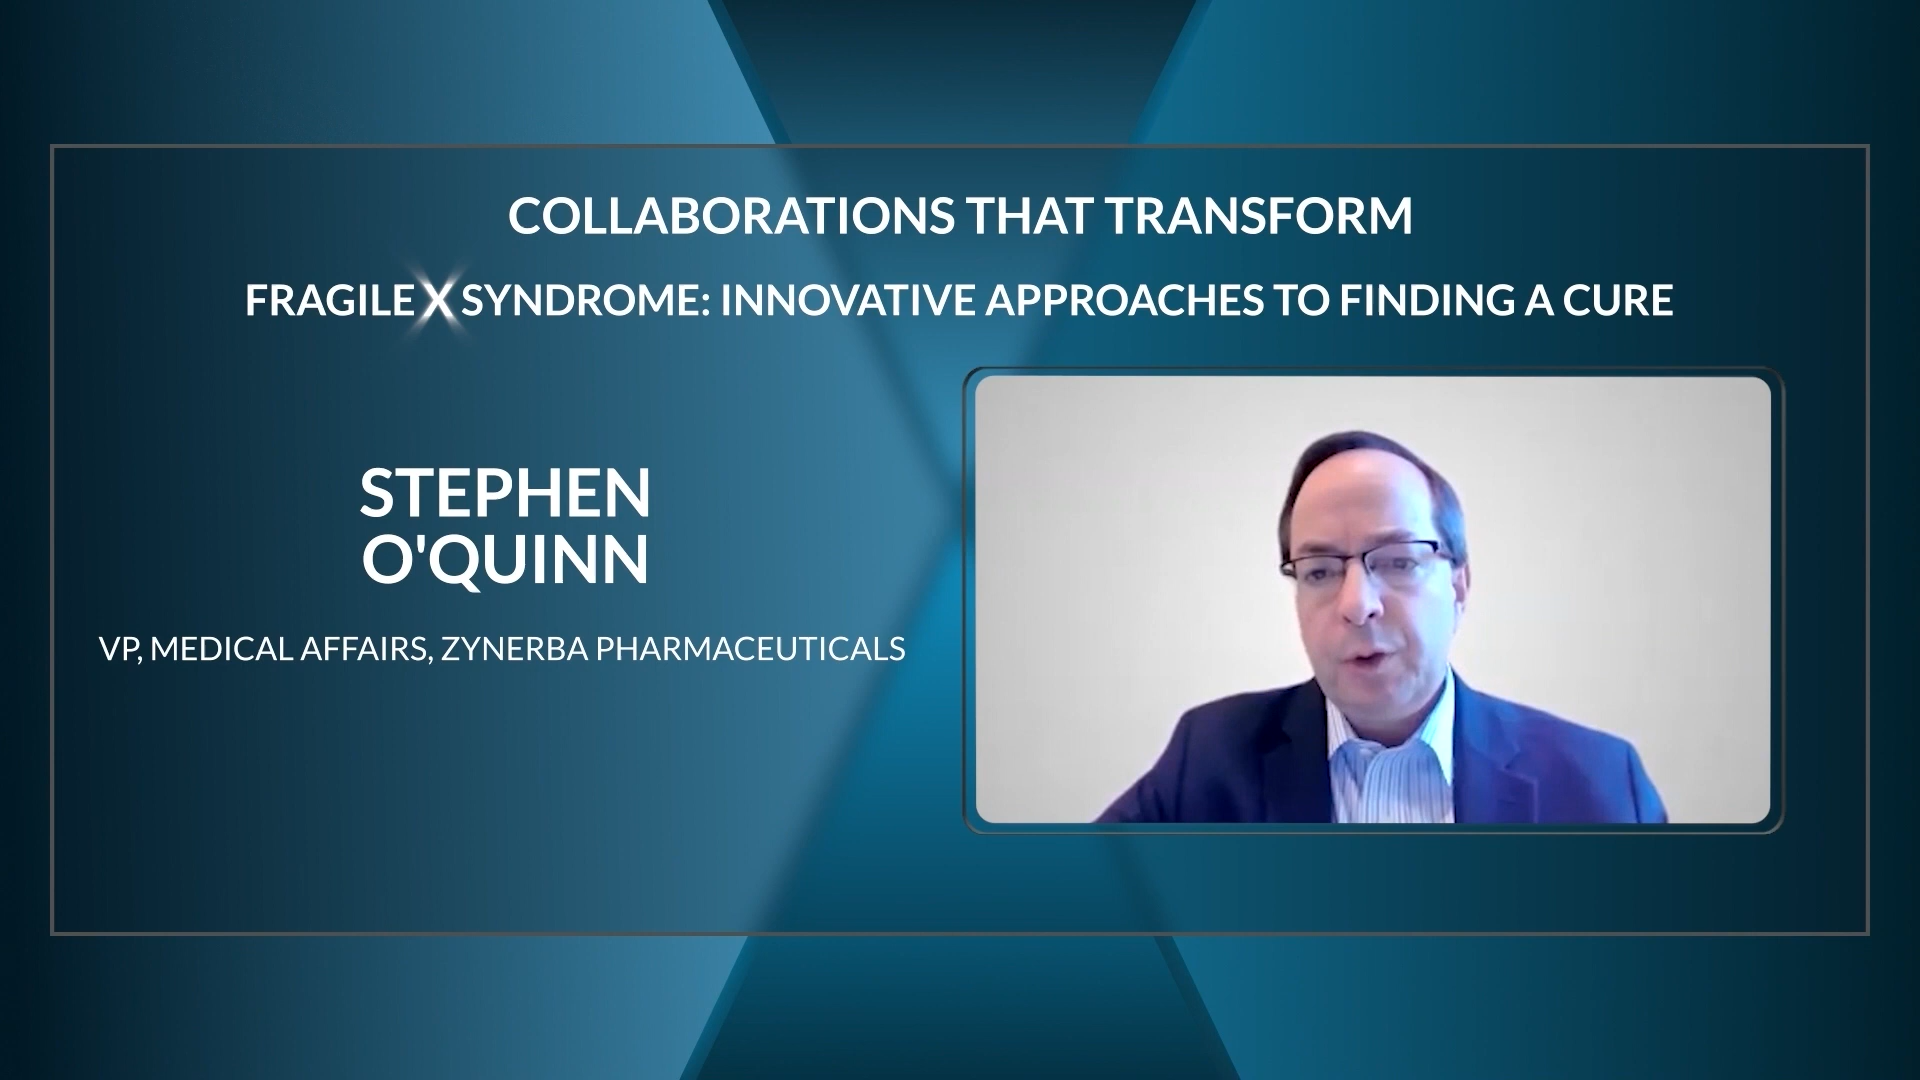 COLLABORATIONS THAT TRANSFORM
FRAGILE X SYNDROME: INNOVATIVE APPROACHES TO FINDING A CURE
STEPHEN
O'QUINN
VP, MEDICAL AFFAIRS, ZYNERBA PHARMACEUTICALS